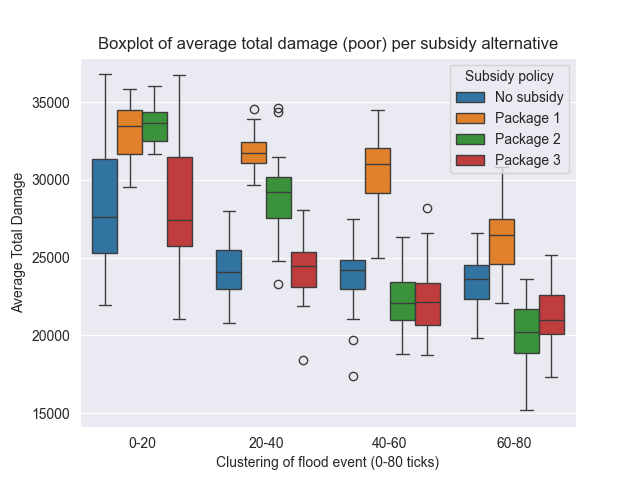 Boxplot of average total damage (poor) per subsidy alternative
Subsidy policy
No subsidy
Package 1
Package 2
Package 3
Average Total Damage
35000
30000
25000
20000
15000
0-20
20-40
40-60
60-80
Clustering of flood event (0-80 ticks)